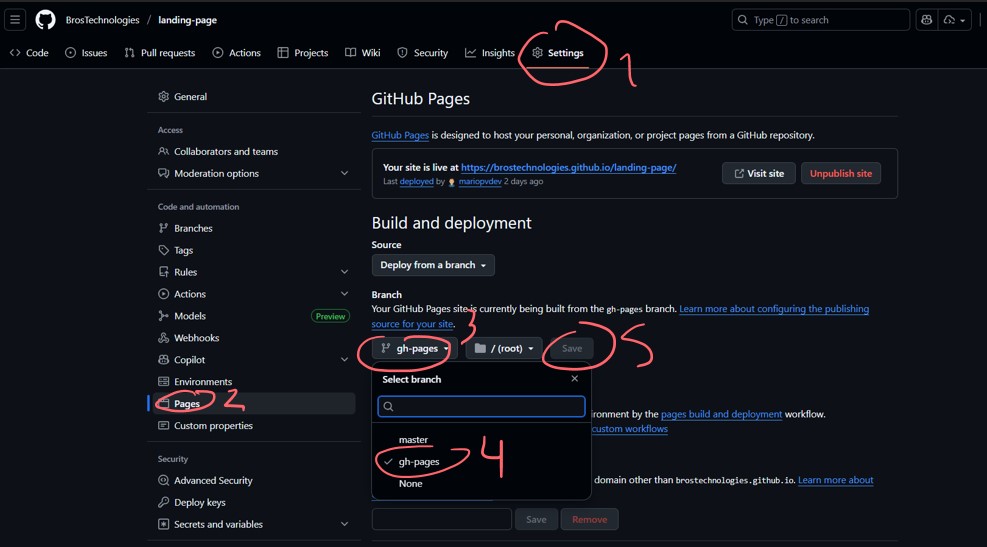 BrosTechnologies / landing-page
Type / to search
Code Issues Pull requests Actions Projects Wiki Security Insights Settings
1
General
Access
Collaborators and teams
Moderation options
Code and automation
Branches
Tags
Rules
Actions
Models Preview
Webhooks
Copilot
Environments
Pages 2
Custom properties
Security
Advanced Security
Deploy keys
Secrets and variables
GitHub Pages
GitHub Pages is designed to host your personal, organization, or project pages from a GitHub repository.
Your site is live at https://brostechnologies.github.io/landing-page/
Last deployed by mariopvdev 2 days ago
Visit site
Unpublish site
Build and deployment
Source
Deploy from a branch
Branch
Your GitHub Pages site is currently being built from the gh-pages branch. Learn more about configuring the publishing
source for your site.
3
gh-pages / (root) Save 5
Select branch
master
gh-pages 4
None
ironment by the pages build and deployment workflow.
custom workflows
domain other than brostechnologies.github.io. Learn more about
Save Remove